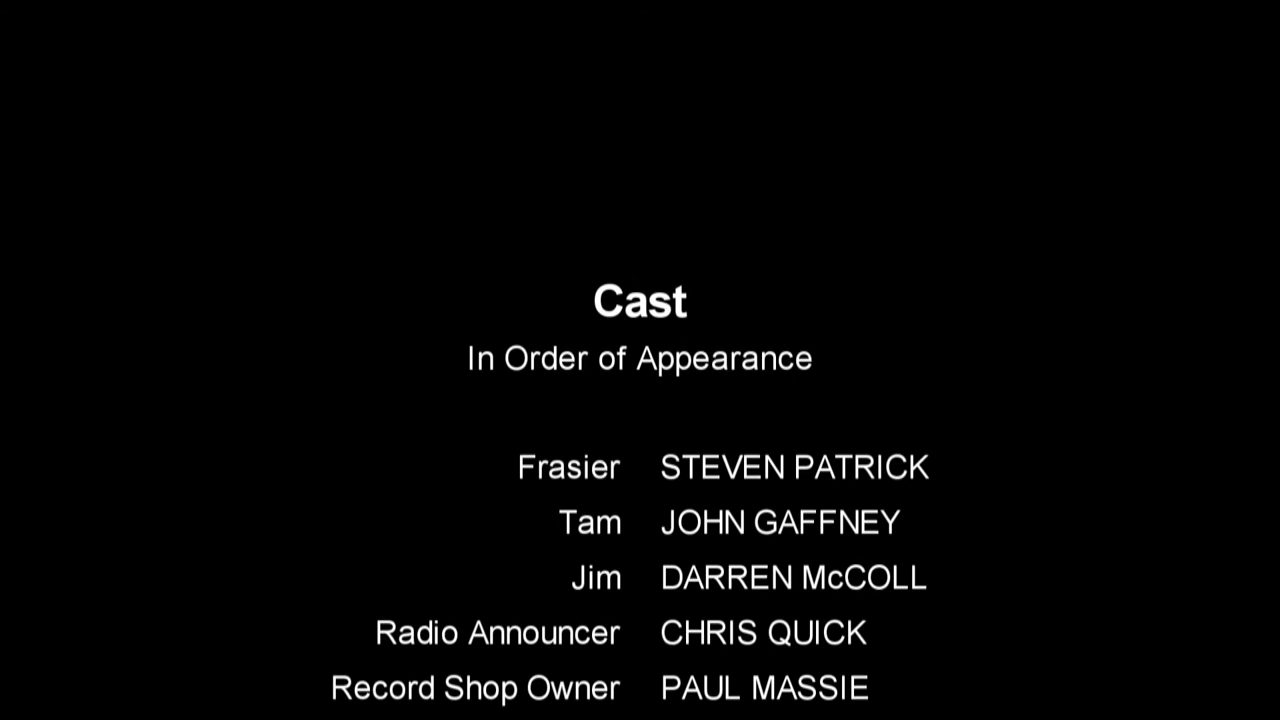 Cast
In Order of Appearance
Frasier STEVEN PATRICK
Tam JOHN GAFFNEY
Jim DARREN McCOLL
Radio Announcer CHRIS QUICK
Record Shop Owner PAUL MASSIE